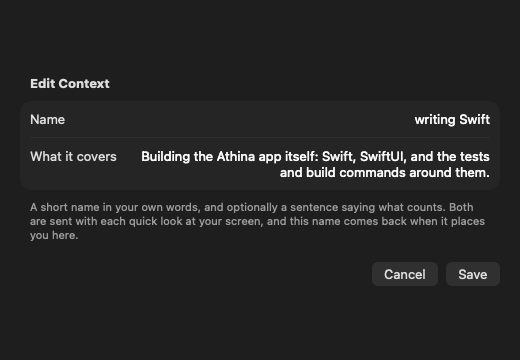 Edit Context
Name
writing Swift
What it covers
Building the Athina app itself: Swift, SwiftUI, and the tests
and build commands around them.
A short name in your own words, and optionally a sentence saying what counts. Both
are sent with each quick look at your screen, and this name comes back when it places
you here.
Cancel
Save